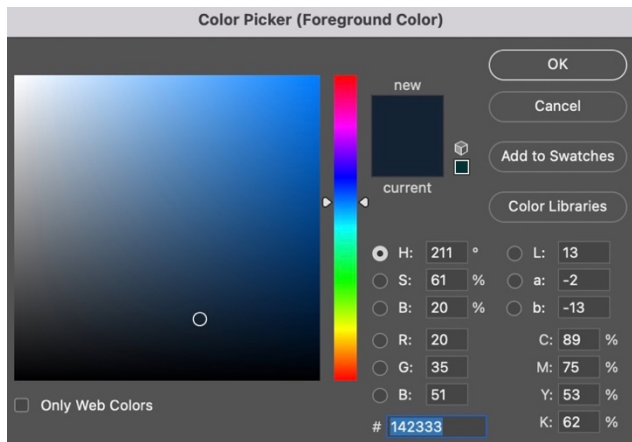 Color Picker (Foreground Color)
new
current
OK
Cancel
Add to Swatches
Color Libraries
H: 211 °
S: 61 %
B: 20 %
R: 20
G: 35
B: 51
# 142333
L: 13
a: -2
b: -13
C: 89 %
M: 75 %
Y: 53 %
K: 62 %
Only Web Colors